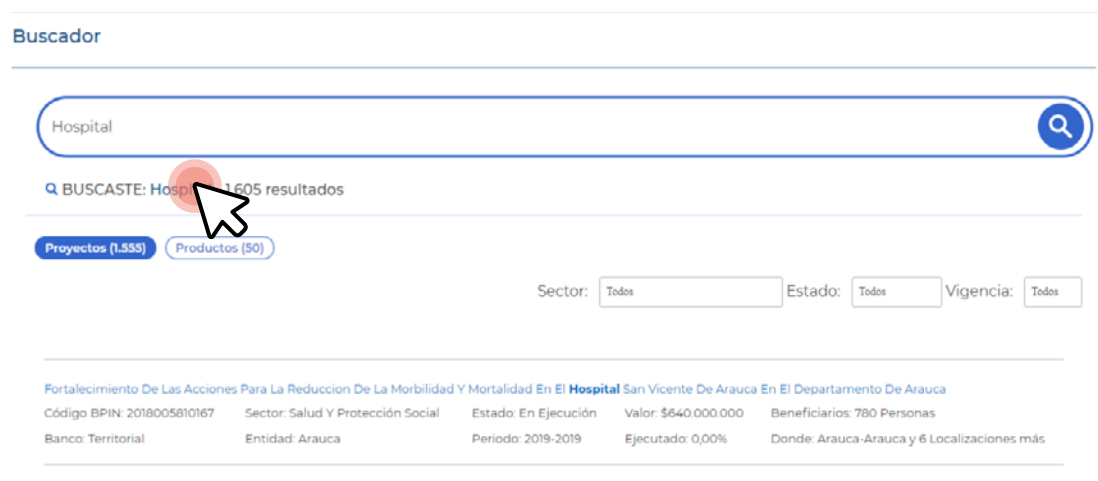 Buscador
Hospital
BUSCASTE: Hospi 1.605 resultados
Proyectos (1.555) Productos (50)
Sector: Todos Estado: Todos Vigencia: Todos
Fortalecimiento De Las Acciones Para La Reduccion De La Morbilidad Y Mortalidad En El Hospital San Vicente De Arauca En El Departamento De Arauca
Código BPIN: 2018005810167 Sector: Salud Y Protección Social Estado: En Ejecución Valor: $640.000.000 Beneficiarios: 780 Personas
Banco: Territorial Entidad: Arauca Periodo: 2019-2019 Ejecutado: 0,00% Donde: Arauca-Arauca y 6 Localizaciones más